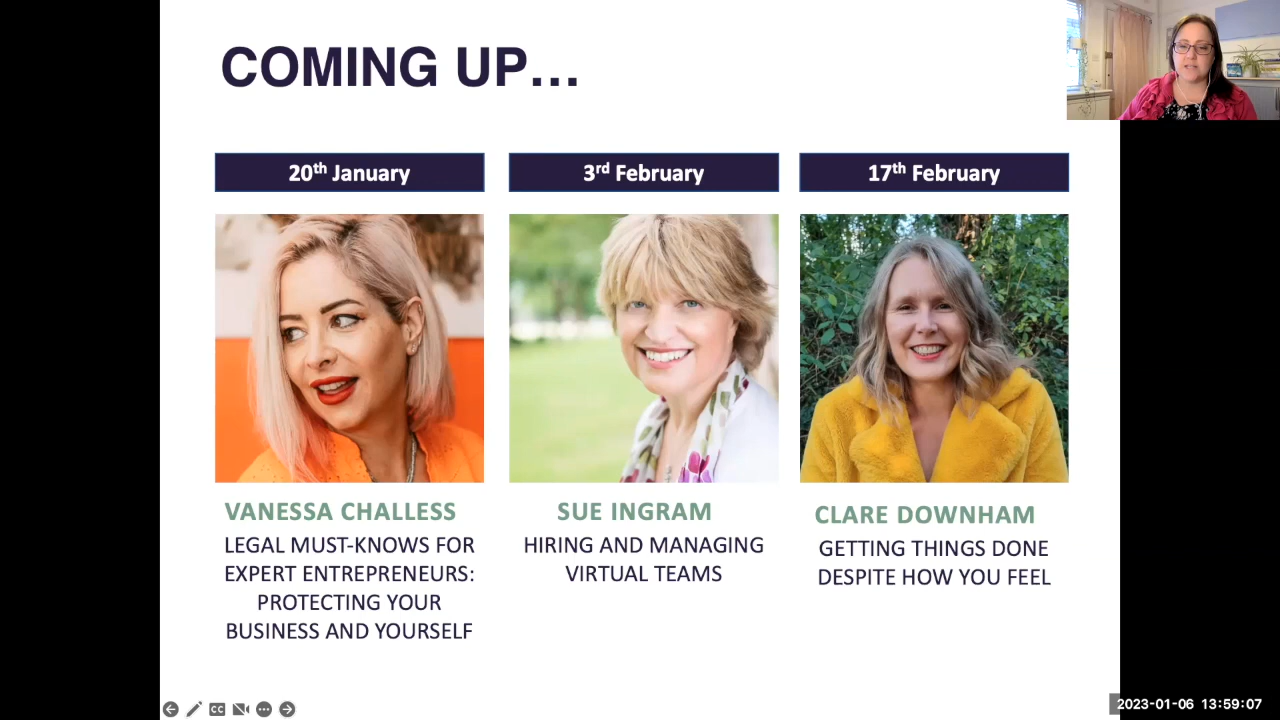 COMING UP...
20th January
3rd February
17th February
VANESSA CHALLESS
LEGAL MUST-KNOWS FOR
EXPERT ENTREPRENEURS:
PROTECTING YOUR
BUSINESS AND YOURSELF
SUE INGRAM
HIRING AND MANAGING
VIRTUAL TEAMS
CLARE DOWNHAM
GETTING THINGS DONE
DESPITE HOW YOU FEEL
CC
2023-01-06 13:59:07